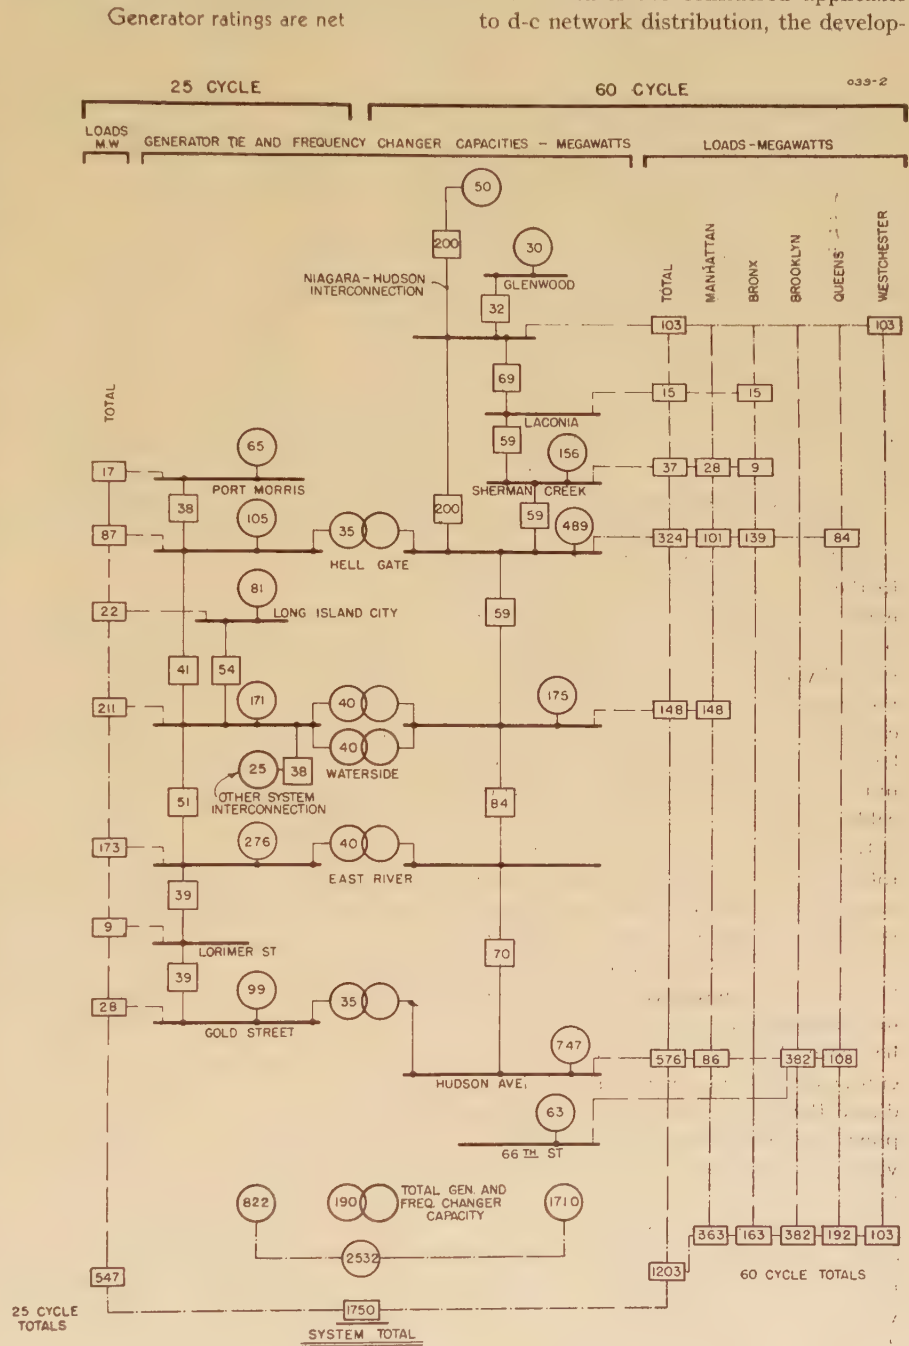 Generator ratings are net
to d-c network distribution, the develop-
25 CYCLE
60 CYCLE
039-2
LOADS
M.W
GENERATOR TIE AND FREQUENCY CHANGER CAPACITIES - MEGAWATTS
LOADS-MEGAWATTS
TOTAL
MANHATTAN
BRONX
BROOKLYN
QUEENS
WESTCHESTER
50
200
30
NIAGARA-HUDSON
INTERCONNECTION
GLENWOOD
32
103
103
69
TOTAL
15
15
LACONIA
65
59
156
17
37
28
9
PORT MORRIS
SHERMAN CREEK
38
105
35
200
59
489
87
324
101
139
84
HELL GATE
81
22
LONG ISLAND CITY
59
41
54
171
40
175
211
148
148
40
25
38
WATERSIDE
OTHER SYSTEM
INTERCONNECTION
51
84
276
40
173
EAST RIVER
39
9
LORIMER ST
70
39
99
35
28
GOLD STREET
747
576
86
382
108
HUDSON AVE.
63
66TH ST
822
190
TOTAL GEN. AND
FREQ. CHANGER
CAPACITY
1710
363
163
382
192
103
2532
547
1203
60 CYCLE TOTALS
25 CYCLE
TOTALS
1750
SYSTEM TOTAL